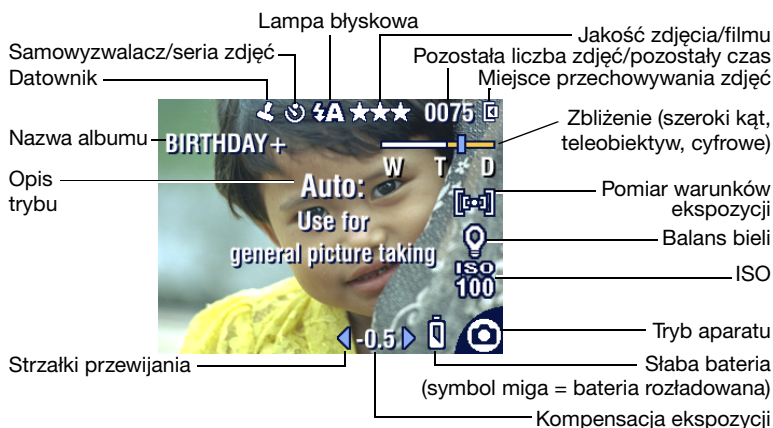 Lampa błyskowa
Jakość zdjęcia/filmu
Samowyzwalacz/seria zdjęć
Pozostała liczba zdjęć/pozostały czas
Datownik
Miejsce przechowywania zdjęć
0075
Nazwa albumu
BIRTHDAY+
Zbliżenie (szeroki kąt,
teleobiektyw, cyfrowe)
W T D
Opis
trybu
Auto:
Use for
general picture taking
Pomiar warunków
ekspozycji
Balans bieli
ISO
100
ISO
Tryb aparatu
Strzałki przewijania
-0.5
Słaba bateria
(symbol miga = bateria rozładowana)
Kompensacja ekspozycji